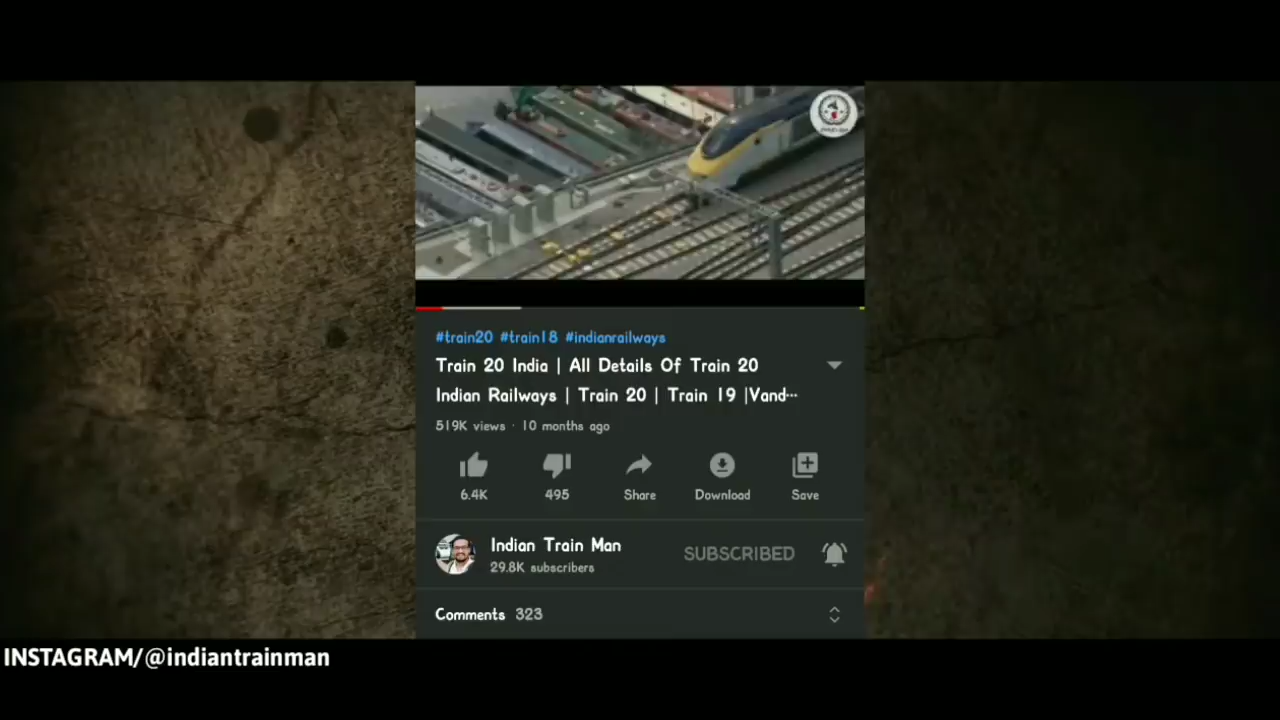 #train20 #train18 #indianrailways
Train 20 India | All Details Of Train 20
Indian Railways | Train 20 | Train 19 |Vand...
519K views · 10 months ago
6.4K 495 Share Download Save
Indian Train Man SUBSCRIBED
29.8K subscribers
Comments 323
INSTAGRAM/@indiantrainman